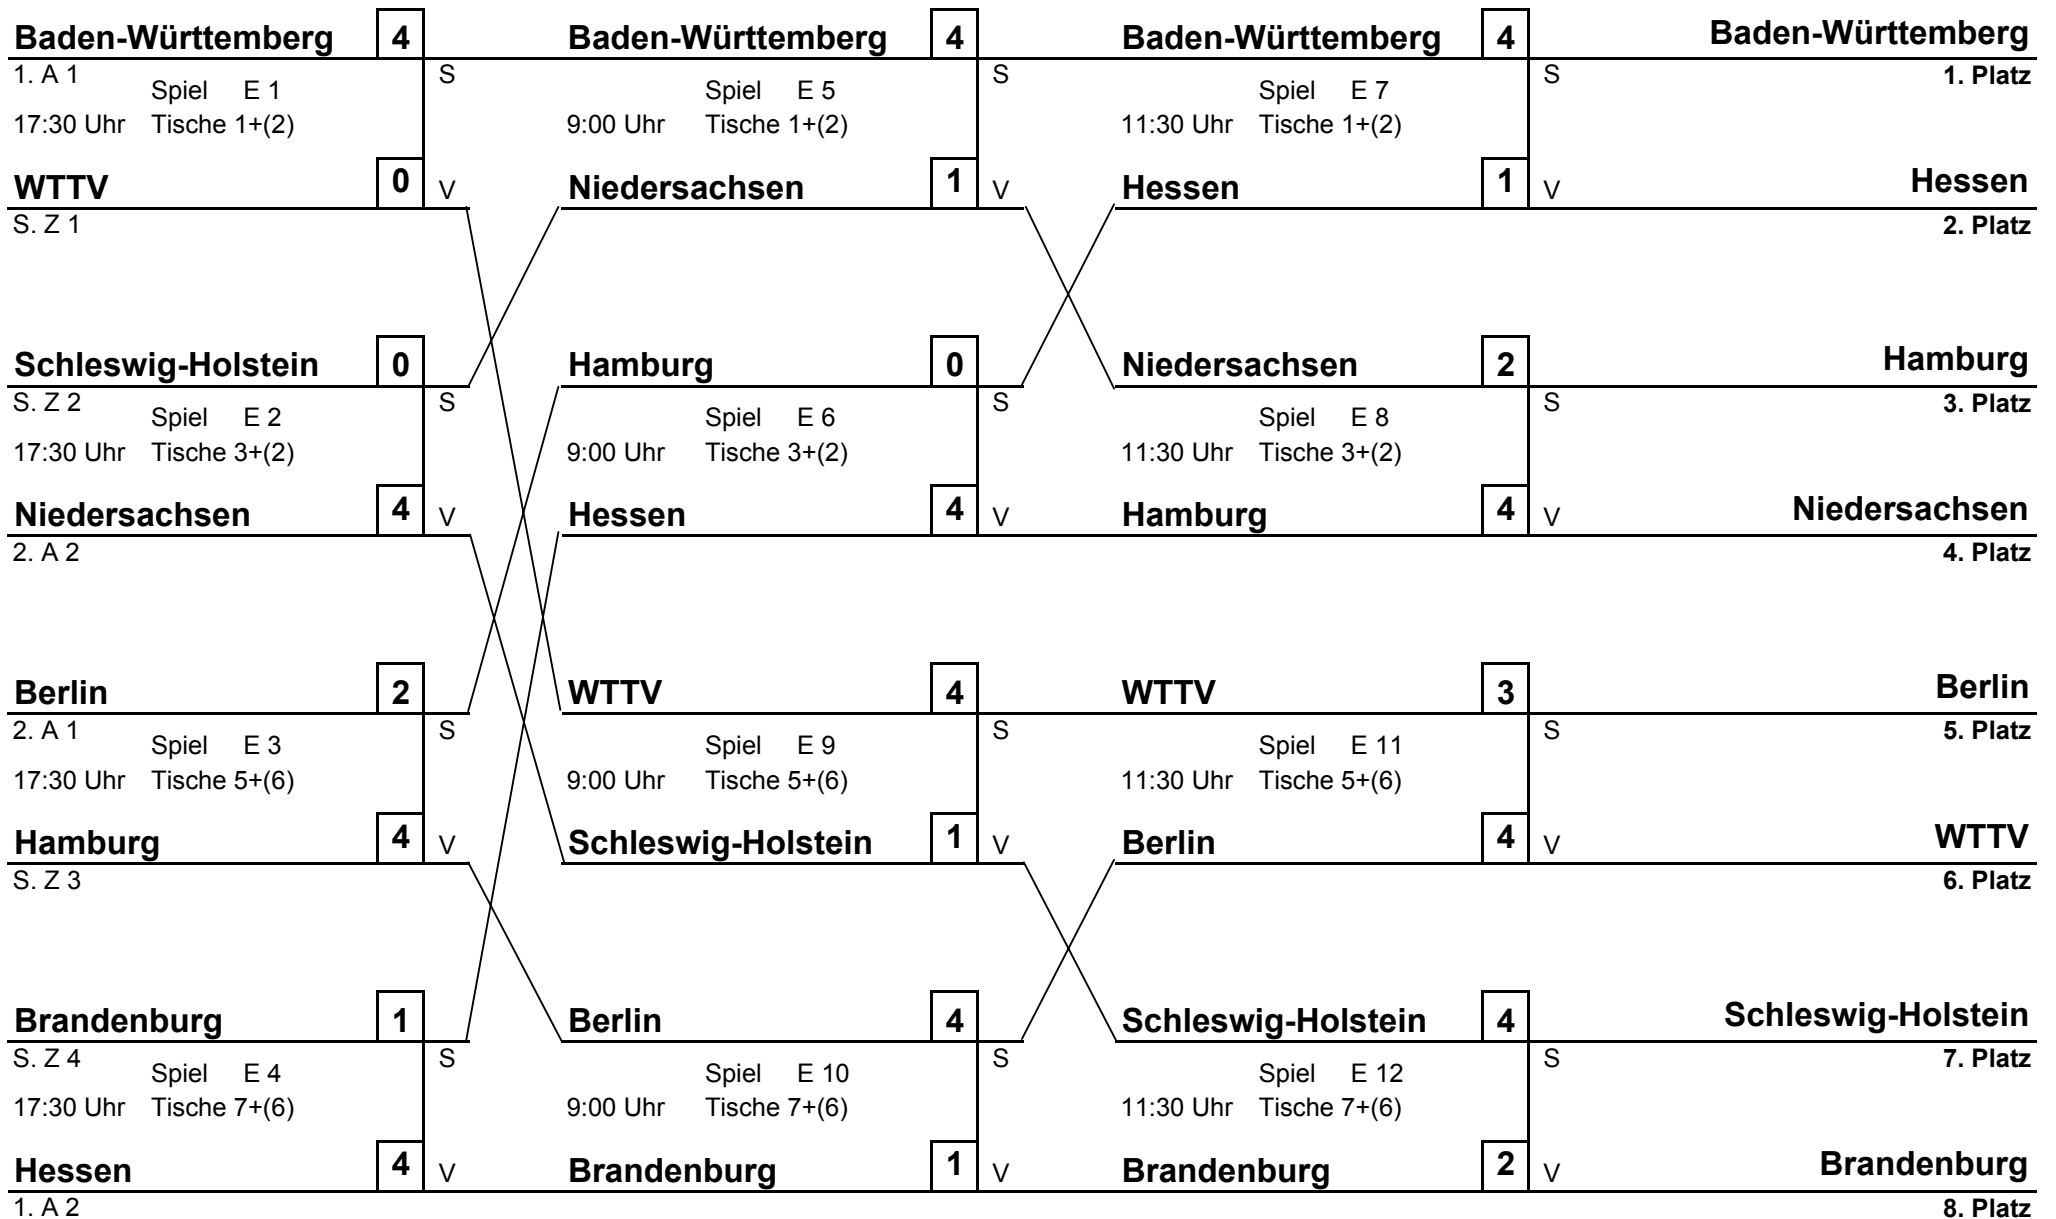 Baden-Württemberg 4 Baden-Württemberg 4 Baden-Württemberg 4 Baden-Württemberg
1. A 1 S S S 1. Platz
Spiel E 1 Spiel E 5 Spiel E 7
17:30 Uhr Tische 1+(2) 9:00 Uhr Tische 1+(2) 11:30 Uhr Tische 1+(2)
WTTV 0 V Niedersachsen 1 V Hessen 1 V Hessen
S. Z 1 2. Platz
Schleswig-Holstein 0 Hamburg 0 Niedersachsen 2 Hamburg
S. Z 2 S S S 3. Platz
Spiel E 2 Spiel E 6 Spiel E 8
17:30 Uhr Tische 3+(2) 9:00 Uhr Tische 3+(2) 11:30 Uhr Tische 3+(2)
Niedersachsen 4 V Hessen 4 V Hamburg 4 V Niedersachsen
2. A 2 4. Platz
Berlin 2 WTTV 4 WTTV 3 Berlin
2. A 1 S S S 5. Platz
Spiel E 3 Spiel E 9 Spiel E 11
17:30 Uhr Tische 5+(6) 9:00 Uhr Tische 5+(6) 11:30 Uhr Tische 5+(6)
Hamburg 4 V Schleswig-Holstein 1 V Berlin 4 V WTTV
S. Z 3 6. Platz
Brandenburg 1 Berlin 4 Schleswig-Holstein 4 Schleswig-Holstein
S. Z 4 S S S 7. Platz
Spiel E 4 Spiel E 10 Spiel E 12
17:30 Uhr Tische 7+(6) 9:00 Uhr Tische 7+(6) 11:30 Uhr Tische 7+(6)
Hessen 4 V Brandenburg 1 V Brandenburg 2 V Brandenburg
1. A 2 8. Platz